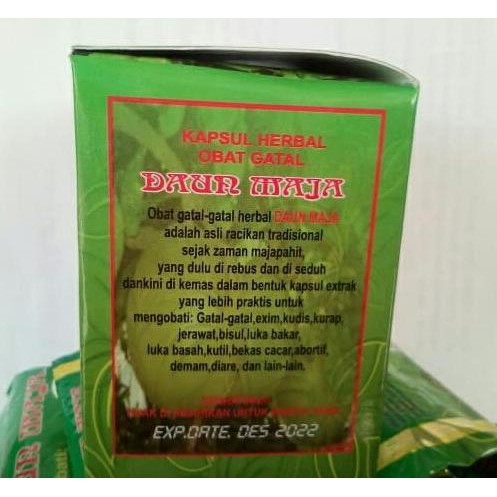 KAPSUL HERBAL
OBAT GATAL
DAUN MAJA
Obat gatal-gatal herbal DAUN MAJA
adalah asli racikan tradisional
sejak zaman majapahit,
yang dulu di rebus dan di seduh
dankini di kemas dalam bentuk kapsul extrak
yang lebih praktis untuk
mengobati: Gatal-gatal,exim,kudis,kurap,
jerawat,bisul,luka bakar,
luka basah,kutil,bekas cacar,abortif,
demam,diare, dan lain-lain.
UNTUK
EXP.DATE. DES 2022